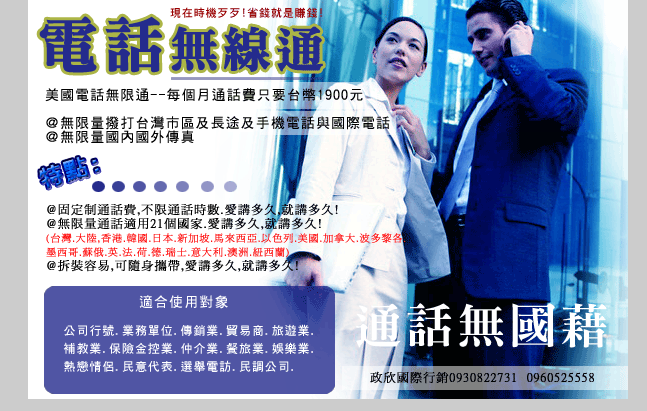 現在時機歹歹!省錢就是賺錢!
電話無線通
美國電話無限通--每個月通話費只要台幣1900元
@無限量撥打台灣市區及長途及手機電話與國際電話
@無限量國內國外傳真
特點:
@固定制通話費,不限通話時數.愛講多久,就講多久!
@無限量通話適用21個國家.愛講多久,就講多久!
(台灣.大陸,香港.韓國.日本.新加坡.馬來西亞.以色列.美國.加拿大.波多黎各.
墨西哥.蘇俄.英.法.荷.德.瑞士.意大利.澳洲.紐西蘭)
@拆裝容易,可隨身攜帶,愛講多久,就講多久!
適合使用對象
公司行號.業務單位.傳銷業.貿易商.旅遊業.
補教業.保險金控業.仲介業.餐旅業.娛樂業.
熱戀情侶.民意代表.選舉電訪.民調公司.
通話無國藉
政欣國際行銷0930822731 0960525558